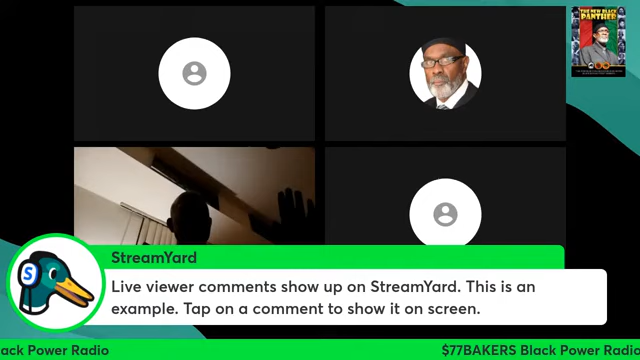 THE NEW BLACK
PANTHER
StreamYard
Live viewer comments show up on StreamYard. This is an
example. Tap on a comment to show it on screen.
ack Power Radio
$77BAKERS Black Power Radio